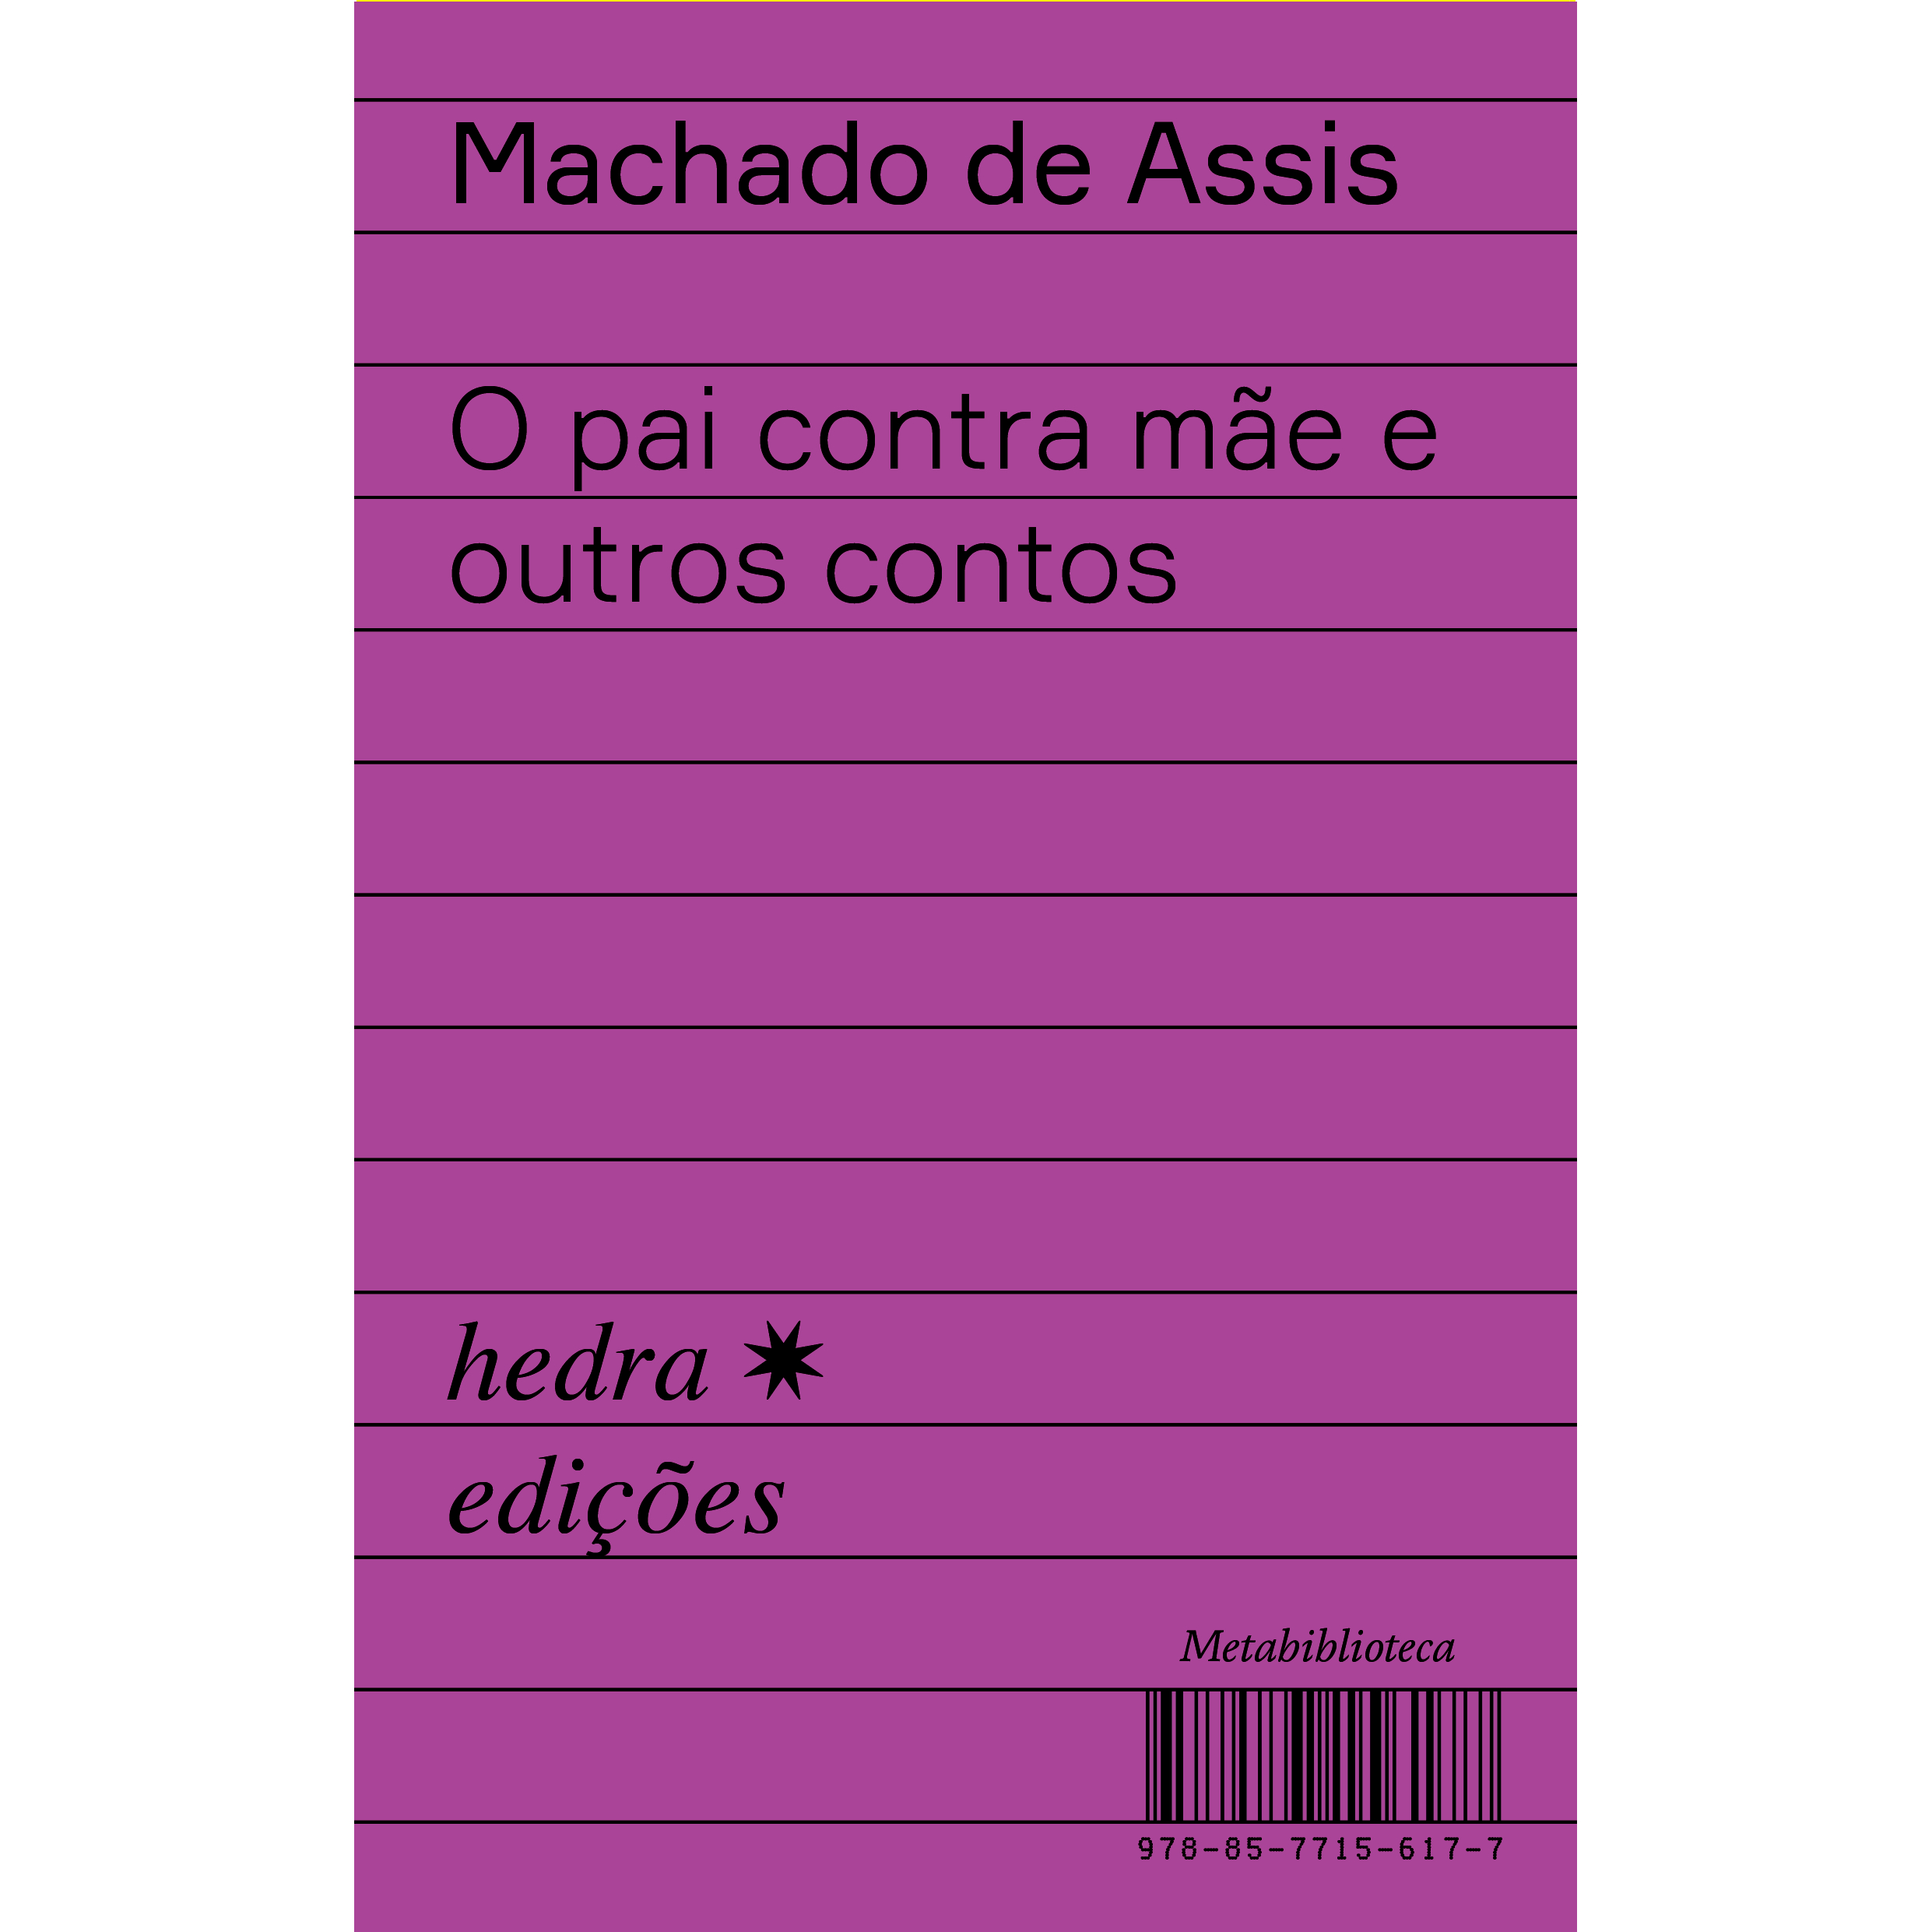 Machado de Assis
O pai contra mãe e
outros contos
hedra
edições
Metabiblioteca
978-85-7715-617-7